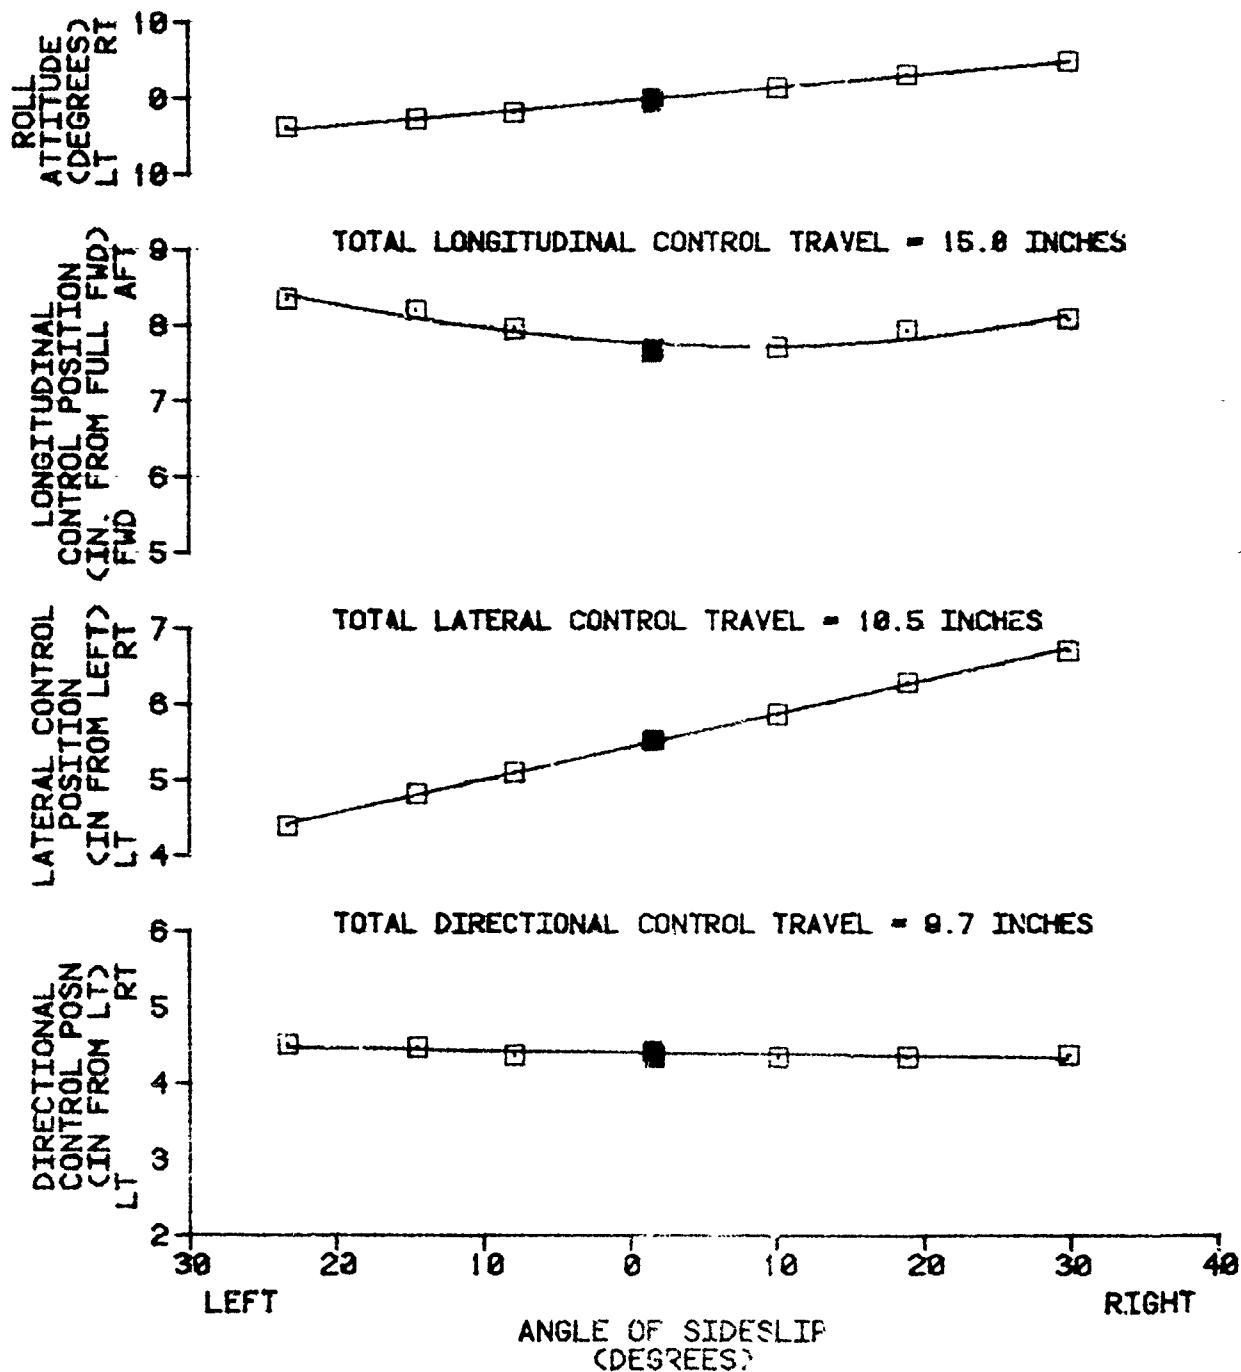 ROLL
ATTITUDE
(DEGREES)
LT RT
10
0
10
TOTAL LONGITUDINAL CONTROL TRAVEL = 15.0 INCHES
LONGITUDINAL
CONTROL POSITION
(IN. FROM FULL FWD)
FWD AFT
9
8
7
6
5
TOTAL LATERAL CONTROL TRAVEL = 10.5 INCHES
LATERAL CONTROL
POSITION
(IN FROM LEFT)
LT RT
7
6
5
4
TOTAL DIRECTIONAL CONTROL TRAVEL = 9.7 INCHES
DIRECTIONAL
CONTROL POSN
(IN FROM LT)
LT RT
6
5
4
3
2
30 20 10 0 10 20 30 40
LEFT RIGHT
ANGLE OF SIDESLIP
(DEGREES)